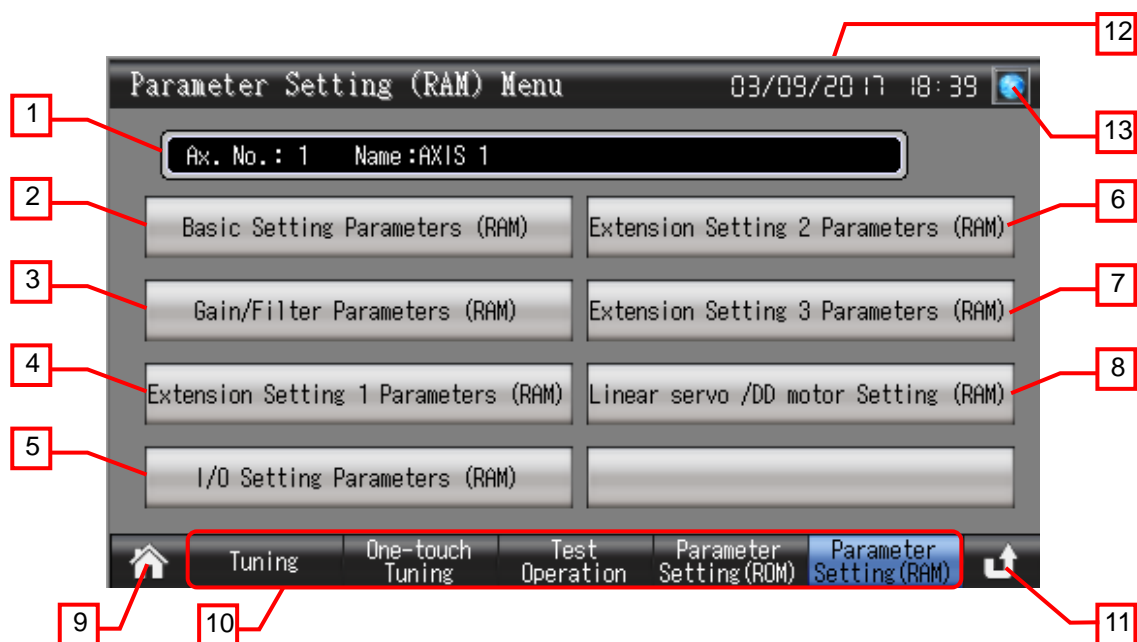 12
Parameter Setting (RAM) Menu 03/09/2017 18:39
1
13
Ax. No.: 1 Name:AXIS 1
2
6
Basic Setting Parameters (RAM)
Extension Setting 2 Parameters (RAM)
3
7
Gain/Filter Parameters (RAM)
Extension Setting 3 Parameters (RAM)
4
8
Extension Setting 1 Parameters (RAM)
Linear servo /DD motor Setting (RAM)
5
I/O Setting Parameters (RAM)
Tuning
One-touch
Tuning
Test
Operation
Parameter
Setting(ROM)
Parameter
Setting(RAM)
9
10
11